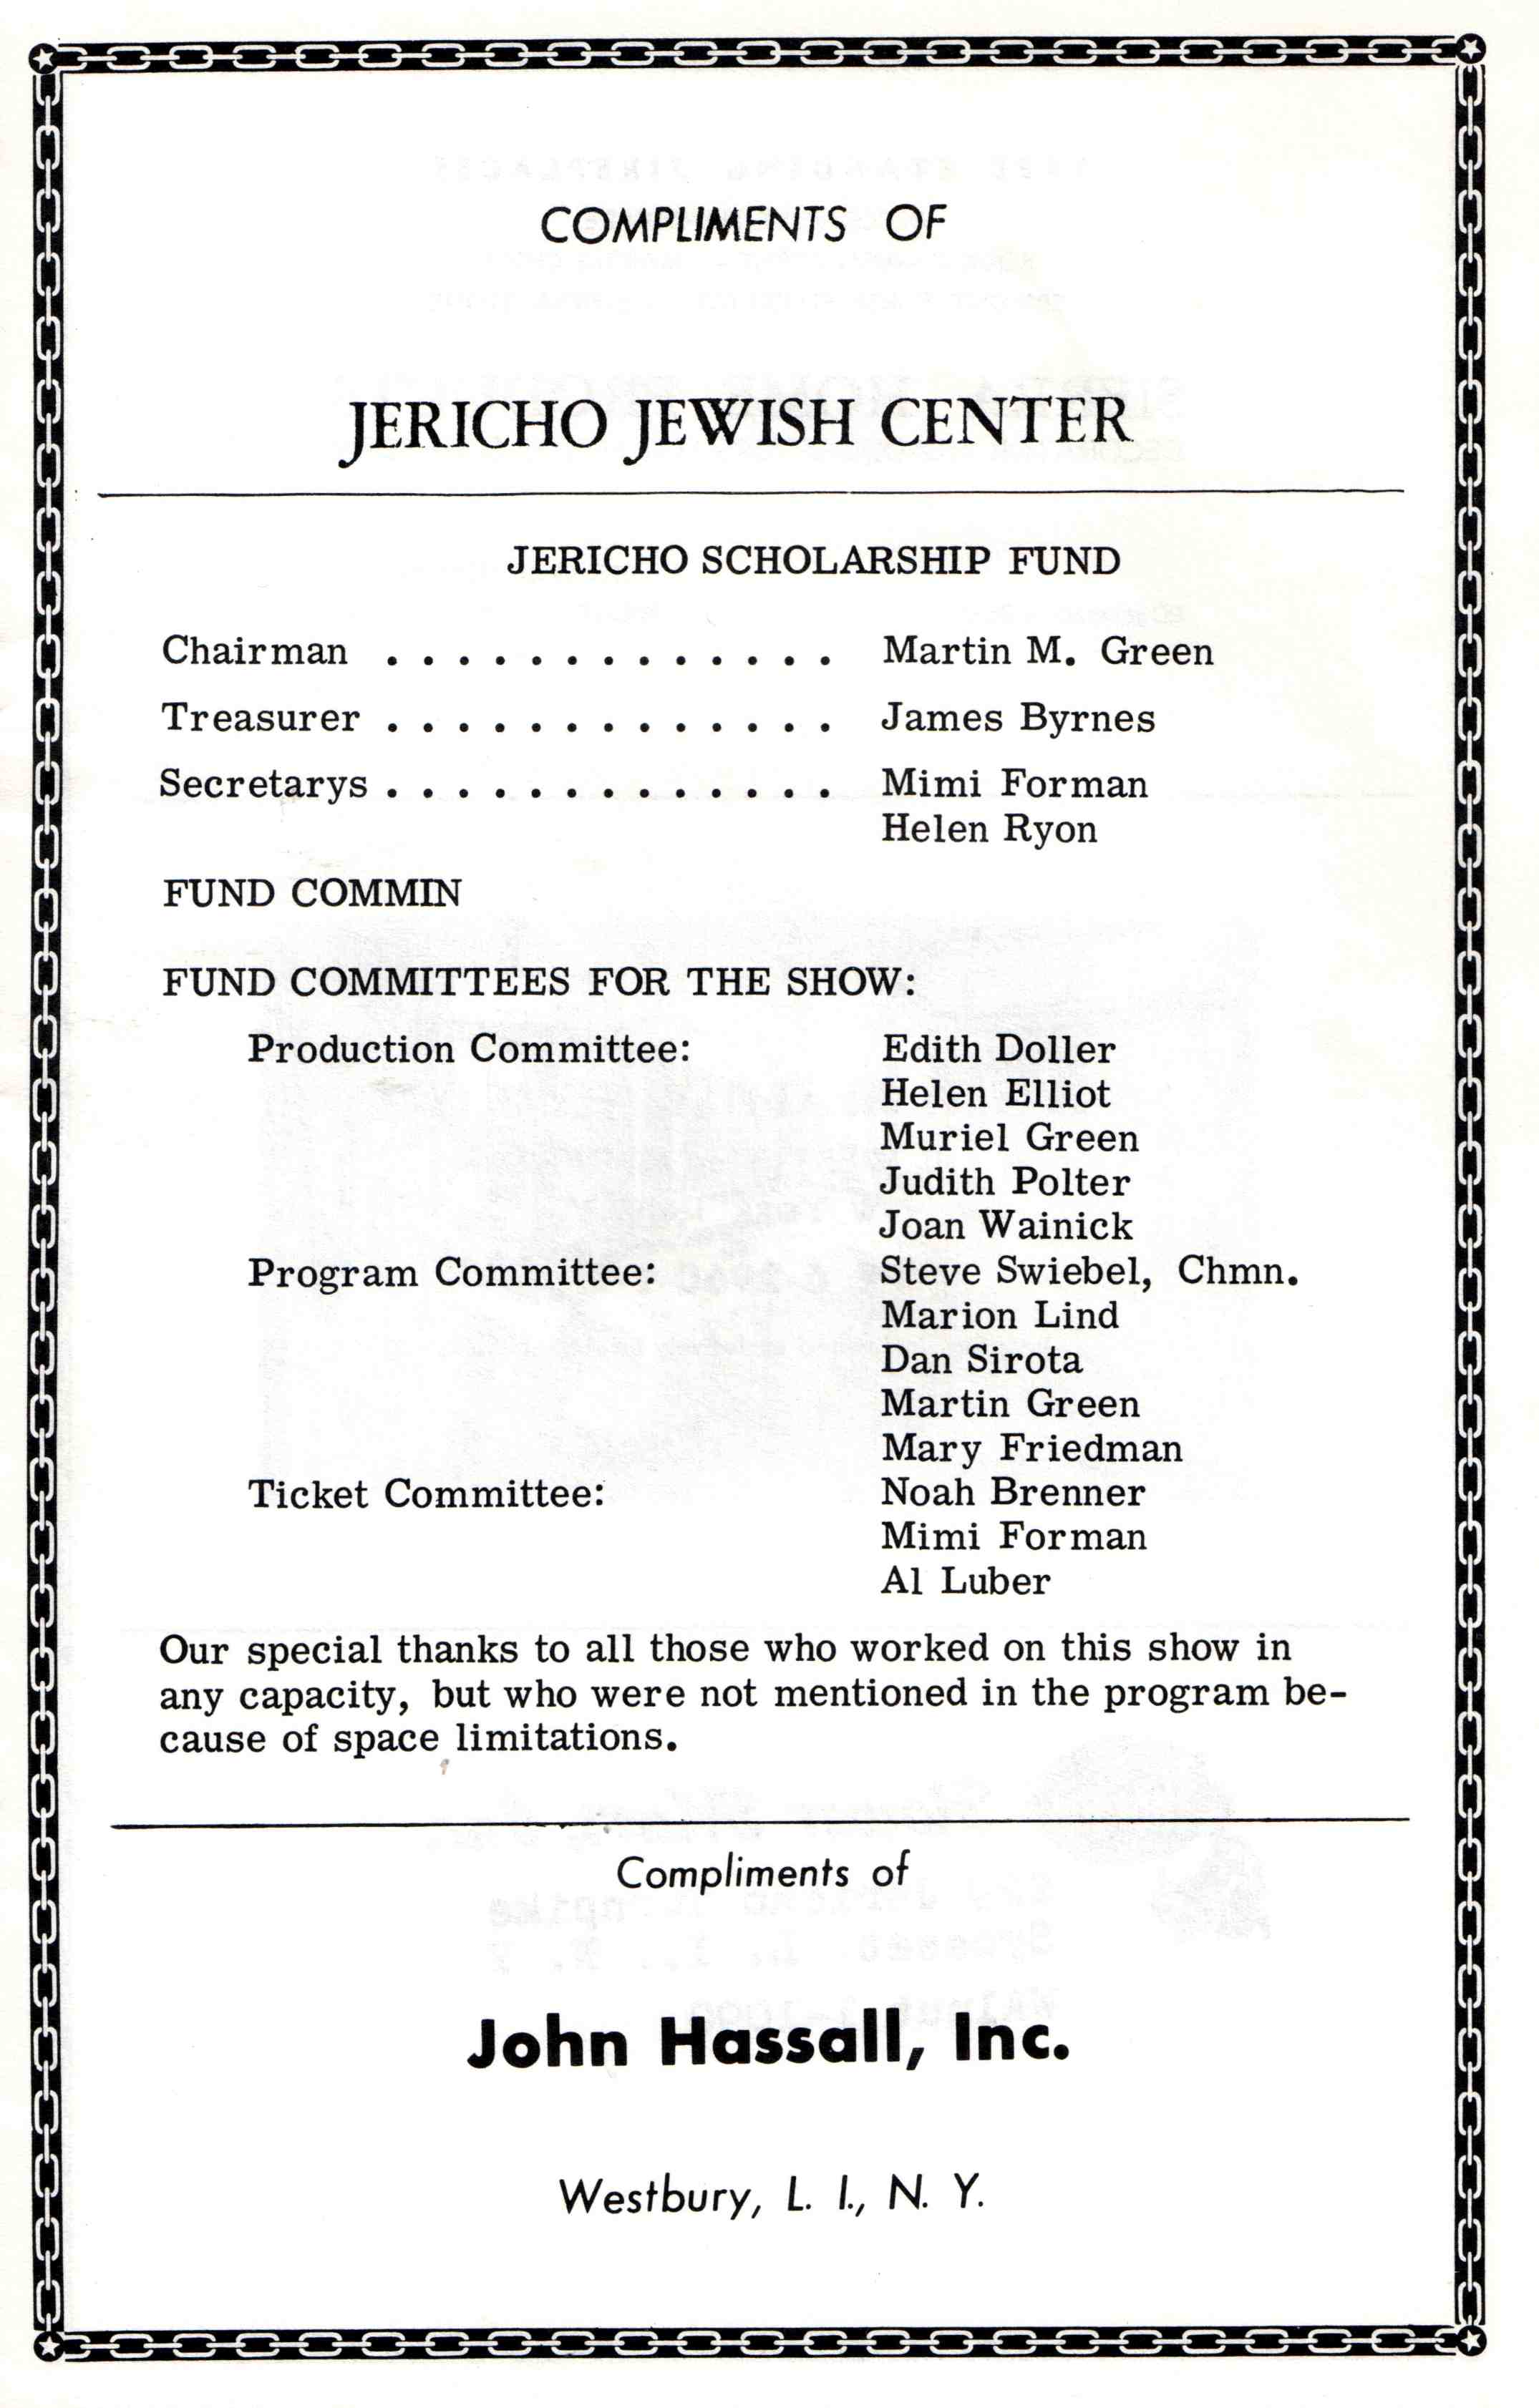 COMPLIMENTS OF
JERICHO JEWISH CENTER
JERICHO SCHOLARSHIP FUND
Chairman . . . . . . . . . . . . . Martin M. Green
Treasurer . . . . . . . . . . . . . James Byrnes
Secretarys . . . . . . . . . . . . . Mimi Forman
Helen Ryon
FUND COMMIN
FUND COMMITTEES FOR THE SHOW:
Production Committee: Edith Doller
Helen Elliot
Muriel Green
Judith Polter
Joan Wainick
Program Committee: Steve Swiebel, Chmn.
Marion Lind
Dan Sirota
Martin Green
Mary Friedman
Ticket Committee: Noah Brenner
Mimi Forman
Al Luber
Our special thanks to all those who worked on this show in
any capacity, but who were not mentioned in the program be-
cause of space limitations.
Compliments of
John Hassall, Inc.
Westbury, L. I., N. Y.